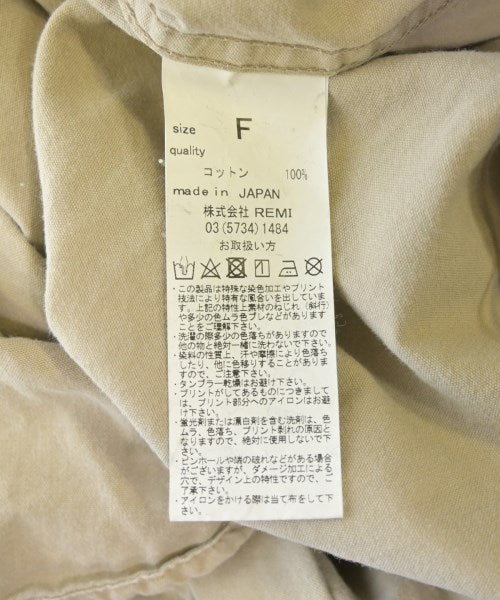 size F
quality
コットン 100%
made in JAPAN
株式会社 REMI
03(5734)1484
お取扱い方
・この製品は特殊な染色加工やプリント
技法により特有な風合いを出しています
す。上記の特性上素材のねじれ(斜行)
や多少の色ムラ色ブレなどがあります
ことをご理解下さい。
・洗濯の際多少の色落ちがありますので
他の物と絶対一緒に洗わないで下さい。
・染料の性質上、汗や摩擦により色落ち
したり、他に色移りすることがありま
すので、ご注意下さい。
・タンブラー乾燥はお避け下さい。
・プリントがしてあるものにつきまして
は、プリント部分へのアイロンはお避け
下さい。
・蛍光剤または漂白剤を含む洗剤は、色
ムラ、色落ち、プリント剥れの原因と
なりますので、絶対に使用しないで下
さい。
・ピンホールや端の破れなどがある場合
がございますが、ダメージ加工による
穴で、デザイン上の特性ですので、ご
了承下さい。
・アイロンをかける際は当て布をして下
さい。